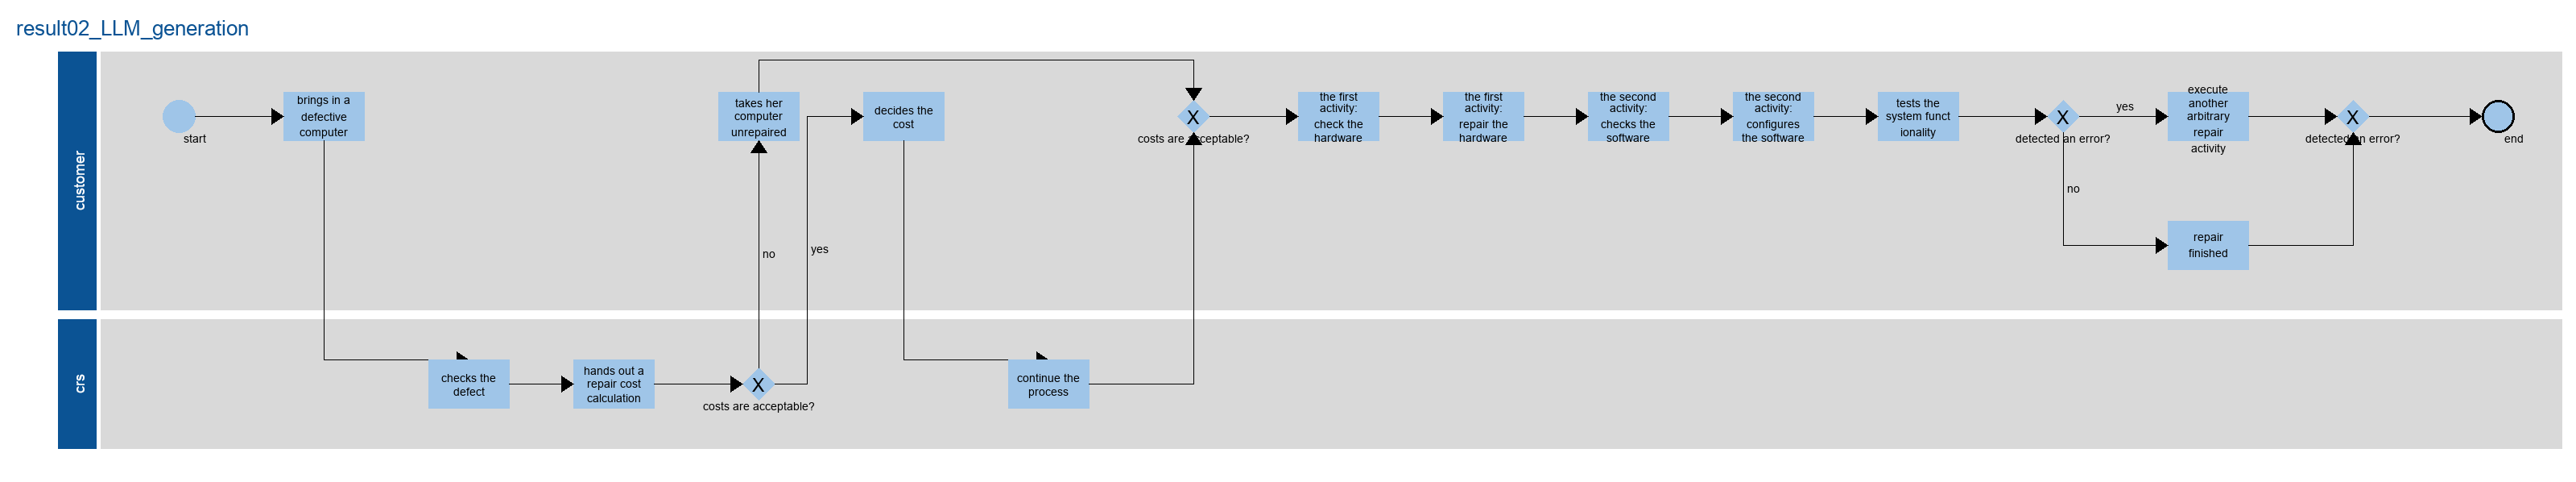 result02_LLM_generation
customer
start
brings in a
defective
computer
takes her
computer
unrepaired
decides the
cost
X
costs are acceptable?
the first
activity:
check the
hardware
the first
activity:
repair the
hardware
the second
activity:
checks the
software
the second
activity:
configures
the software
tests the
system funct
ionality
X
detected an error?
yes
no
execute
another
arbitrary
repair
activity
repair
finished
X
detected an error?
end
no
yes
crs
checks the
defect
hands out a
repair cost
calculation
X
costs are acceptable?
continue the
process